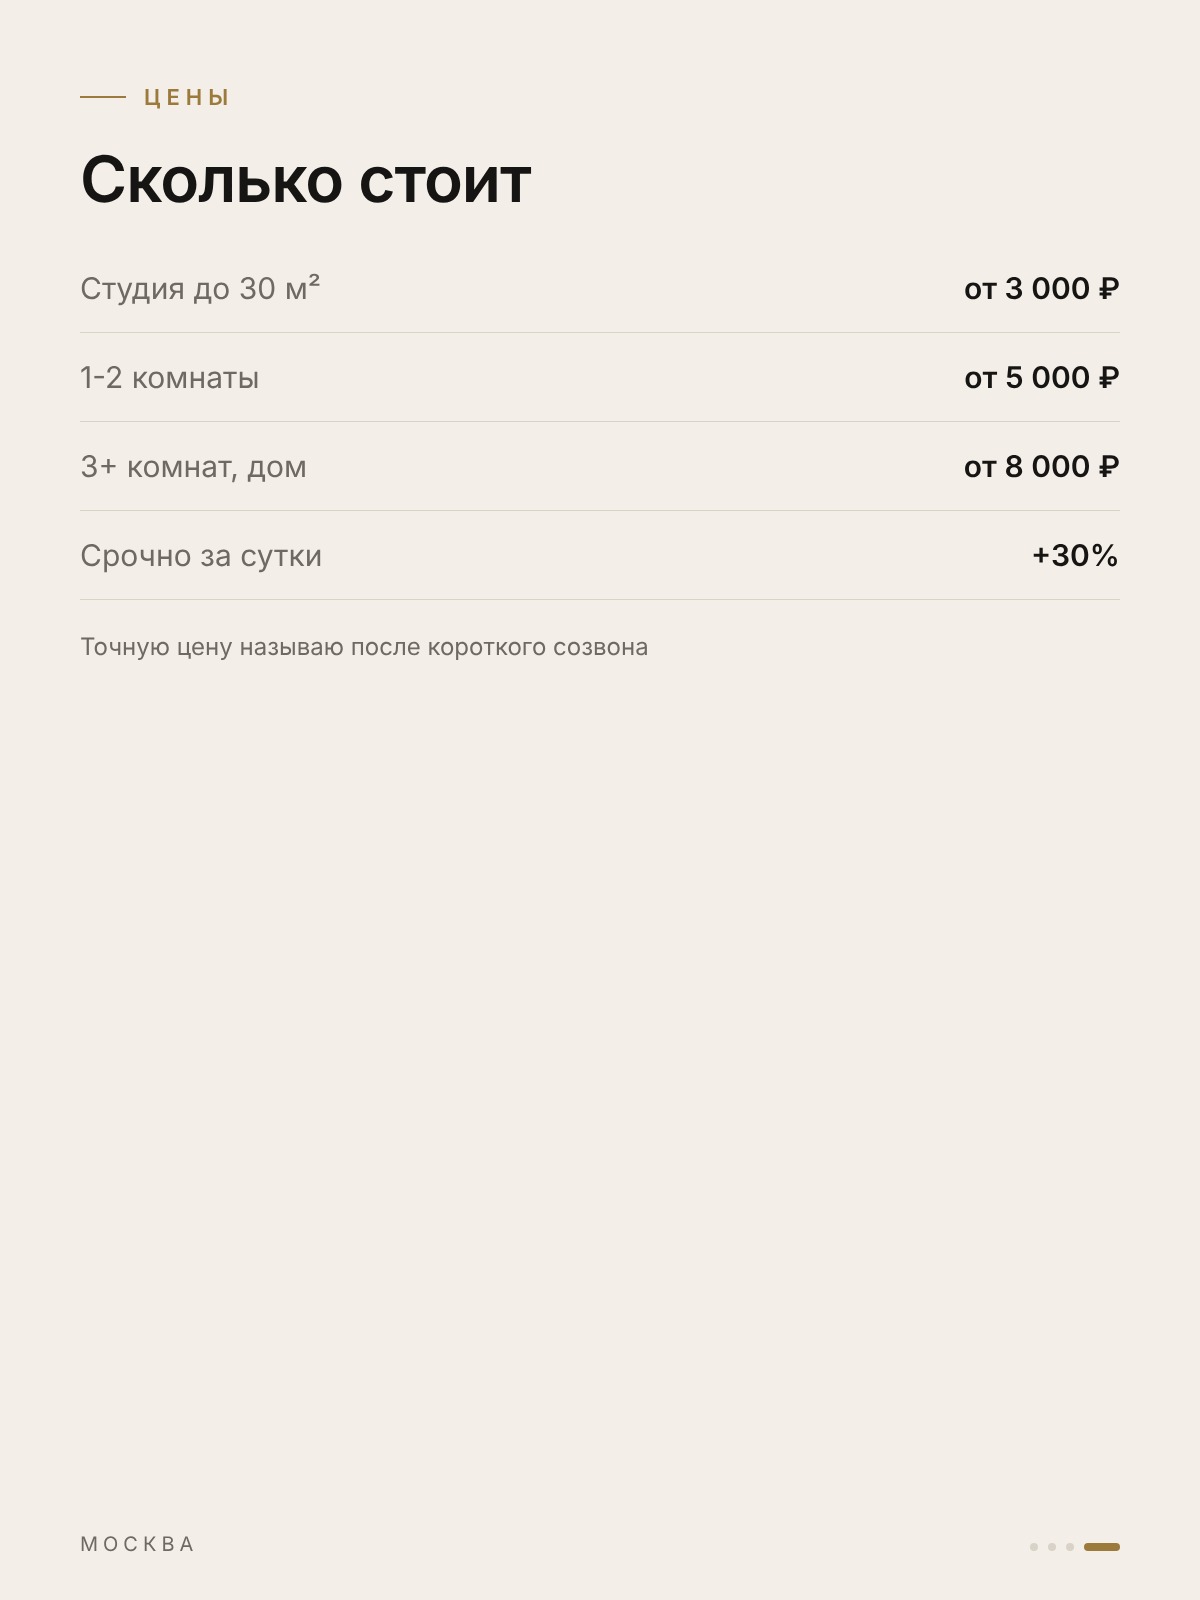 ЦЕНЫ
Сколько стоит
Студия до 30 м² от 3 000 ₽
1-2 комнаты от 5 000 ₽
3+ комнат, дом от 8 000 ₽
Срочно за сутки +30%
Точную цену называю после короткого созвона
МОСКВА